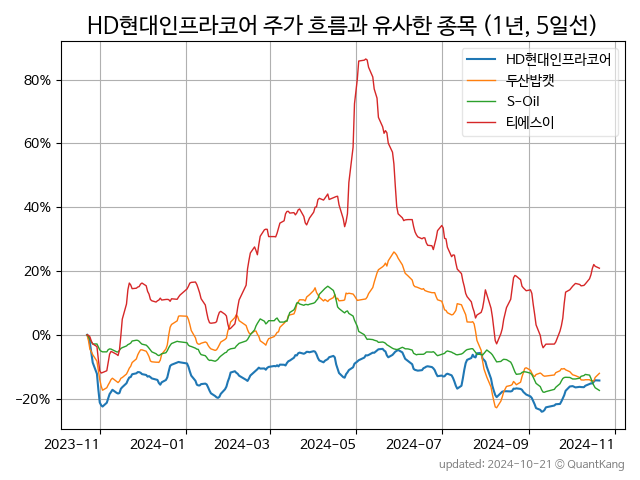 HD현대인프라코어 주가 흐름과 유사한 종목 (1년, 5일선)
HD현대인프라코어
두산밥캣
S-Oil
티에스이
80%
60%
40%
20%
0%
−20%
2023-11
2024-01
2024-03
2024-05
2024-07
2024-09
2024-11
updated: 2024-10-21 © QuantKang